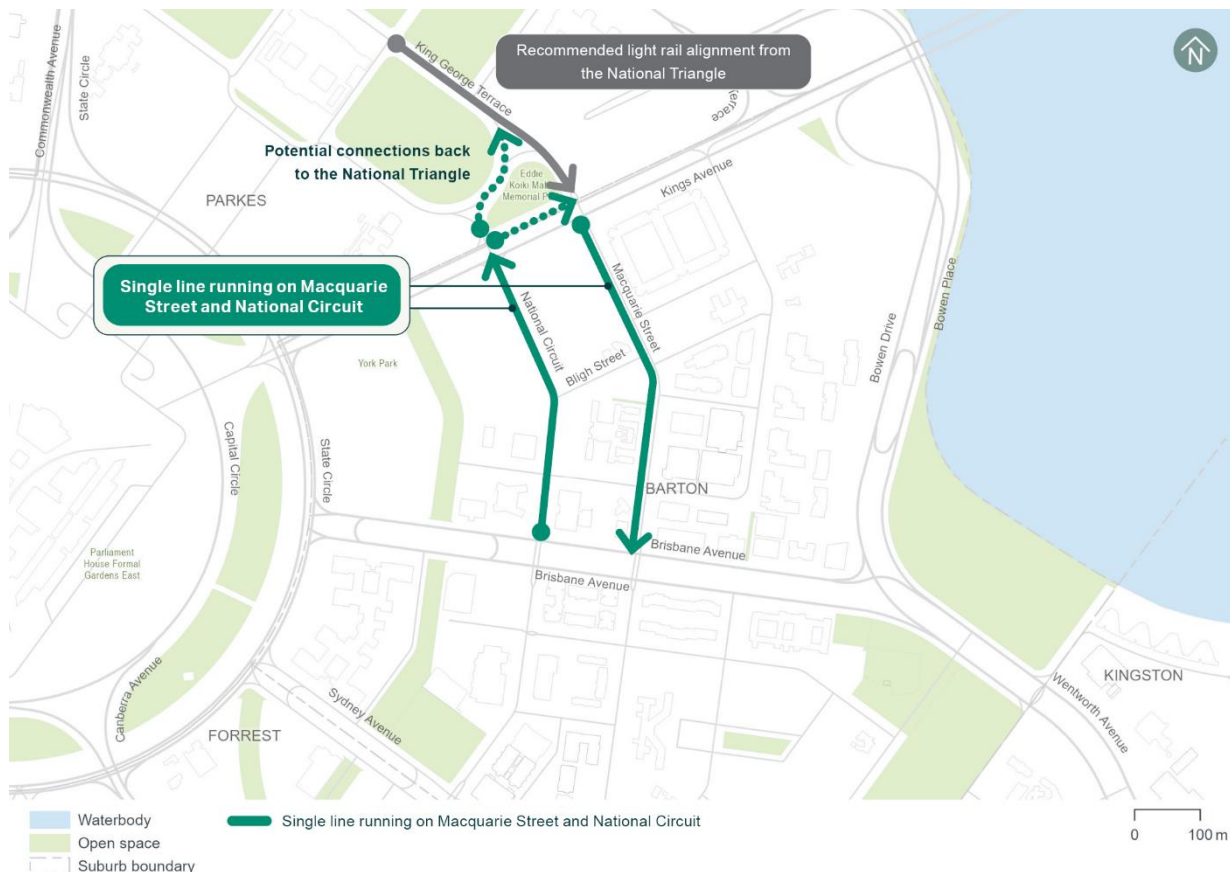 Recommended light rail alignment from
the National Triangle
N
Commonwealth Avenue
State Circle
King George Terrace
Terrace
Potential connections back
to the National Triangle
Eddie
Koiki
Memorial
Kings Avenue
PARKES
Single line running on Macquarie
Street and National Circuit
National Circuit
Macquarie Street
Bligh Street
Bowen Place
Bowen Drive
York Park
Capital Circle
State Circle
BARTON
Brisbane Avenue
Brisbane Avenue
Parliament
House Formal
Gardens East
Canberra Avenue
Sydney Avenue
FORREST
KINGSTON
Wentworth Avenue
Waterbody
Open space
Suburb boundary
Single line running on Macquarie Street and National Circuit
0 100 m